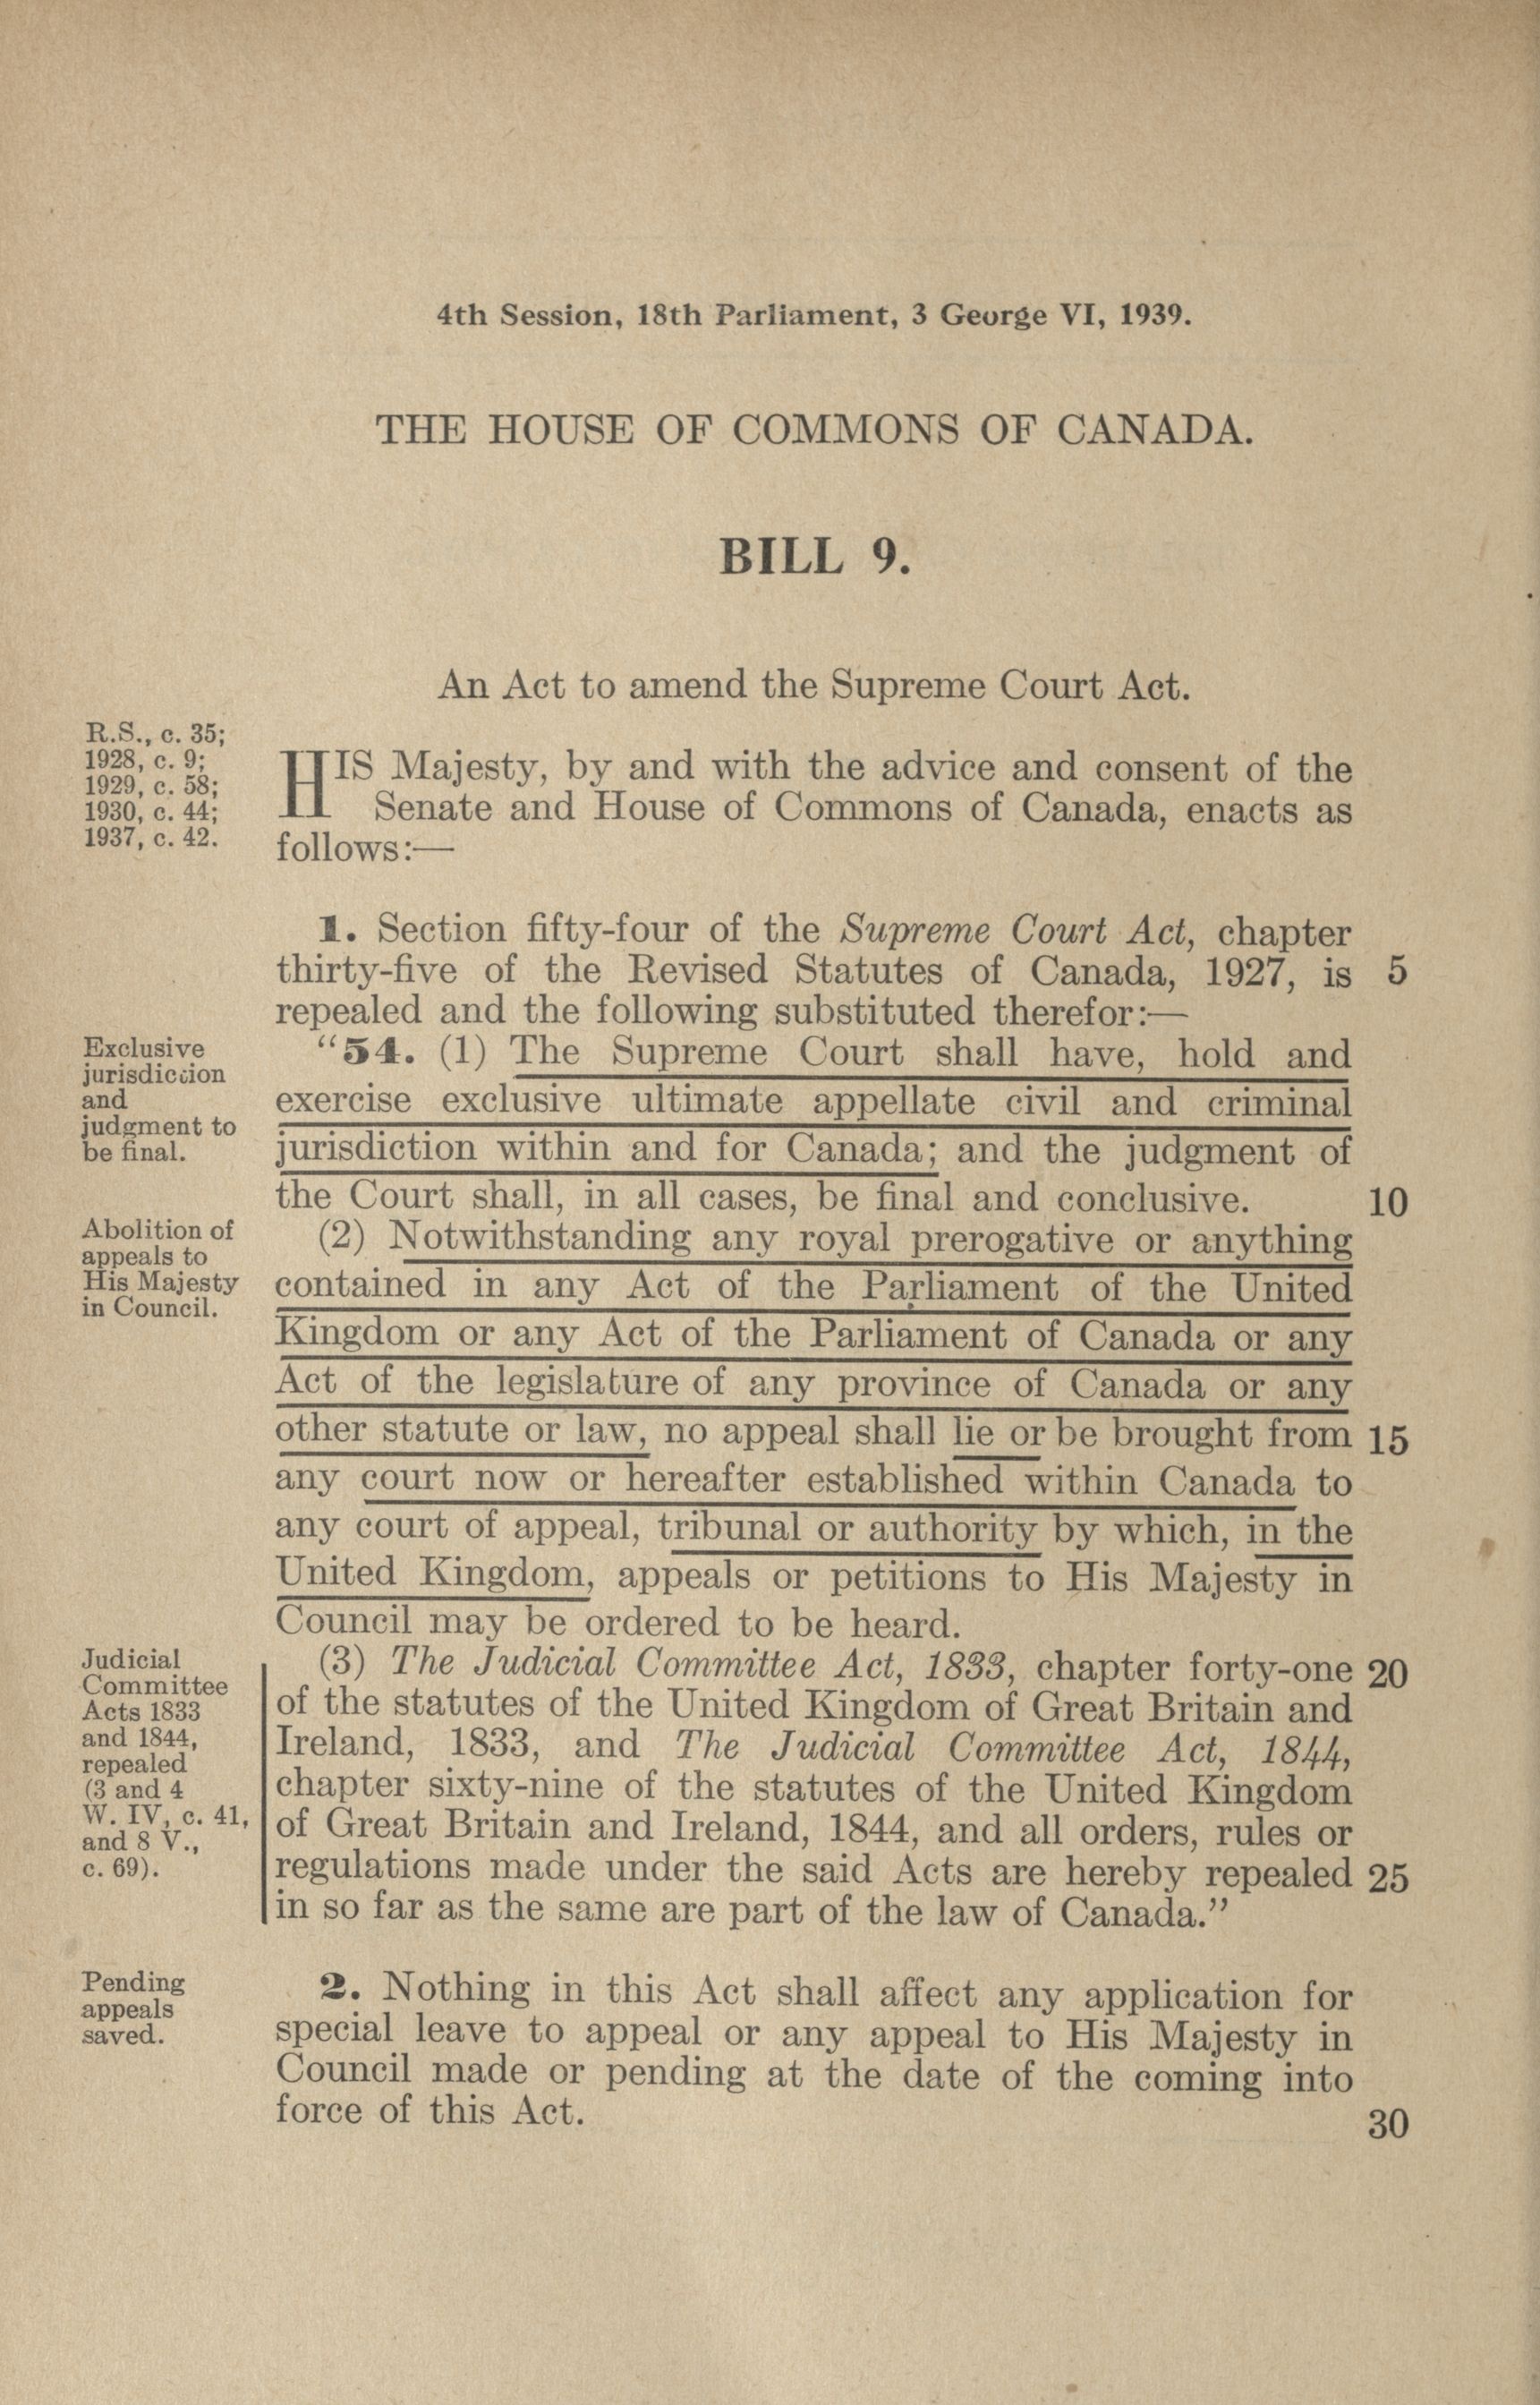 4th Session, 18th Parliament, 3 George VI, 1939.
THE HOUSE OF COMMONS OF CANADA.
BILL 9.
An Act to amend the Supreme Court Act.
R.S., c. 35;
1928, c. 9;
1929, c. 58;
1930, c. 44;
1937, c. 42.
HIS Majesty, by and with the advice and consent of the
Senate and House of Commons of Canada, enacts as
follows:—
1. Section fifty-four of the Supreme Court Act, chapter
thirty-five of the Revised Statutes of Canada, 1927, is 5
repealed and the following substituted therefor:—
Exclusive
jurisdiction
and
judgment to
be final.
“54. (1) The Supreme Court shall have, hold and
exercise exclusive ultimate appellate civil and criminal
jurisdiction within and for Canada; and the judgment of
the Court shall, in all cases, be final and conclusive. 10
Abolition of
appeals to
His Majesty
in Council.
(2) Notwithstanding any royal prerogative or anything
contained in any Act of the Parliament of the United
Kingdom or any Act of the Parliament of Canada or any
Act of the legislature of any province of Canada or any
other statute or law, no appeal shall lie or be brought from 15
any court now or hereafter established within Canada to
any court of appeal, tribunal or authority by which, in the
United Kingdom, appeals or petitions to His Majesty in
Council may be ordered to be heard.
Judicial
Committee
Acts 1833
and 1844,
repealed
(3 and 4
W. IV, c. 41,
and 8 V.,
c. 69).
(3) The Judicial Committee Act, 1833, chapter forty-one 20
of the statutes of the United Kingdom of Great Britain and
Ireland, 1833, and The Judicial Committee Act, 1844,
chapter sixty-nine of the statutes of the United Kingdom
of Great Britain and Ireland, 1844, and all orders, rules or
regulations made under the said Acts are hereby repealed 25
in so far as the same are part of the law of Canada.”
Pending
appeals
saved.
2. Nothing in this Act shall affect any application for
special leave to appeal or any appeal to His Majesty in
Council made or pending at the date of the coming into
force of this Act. 30